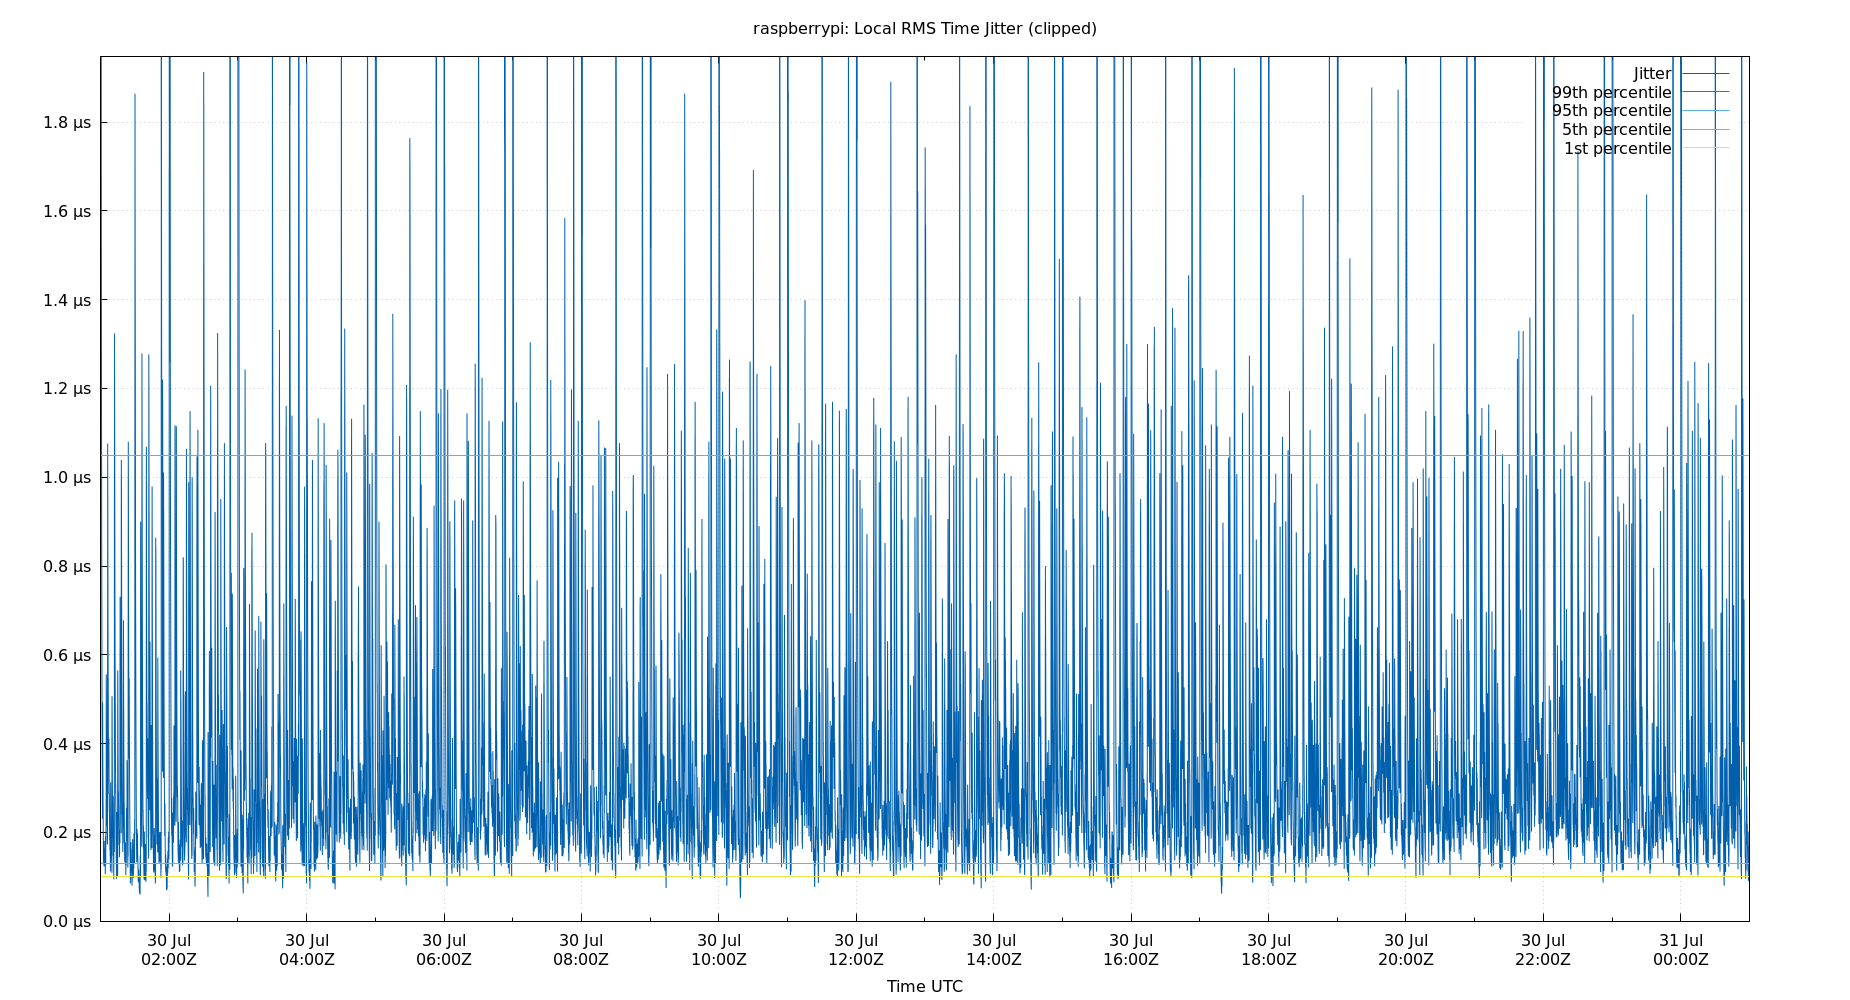 raspberrypi: Local RMS Time Jitter (clipped)
Jitter
99th percentile
95th percentile
5th percentile
1st percentile
1.8 µs
1.6 µs
1.4 µs
1.2 µs
1.0 µs
0.8 µs
0.6 µs
0.4 µs
0.2 µs
0.0 µs
30 Jul 30 Jul 30 Jul 30 Jul 30 Jul 30 Jul 30 Jul 30 Jul 30 Jul 30 Jul 30 Jul 31 Jul
02:00Z 04:00Z 06:00Z 08:00Z 10:00Z 12:00Z 14:00Z 16:00Z 18:00Z 20:00Z 22:00Z 00:00Z
Time UTC